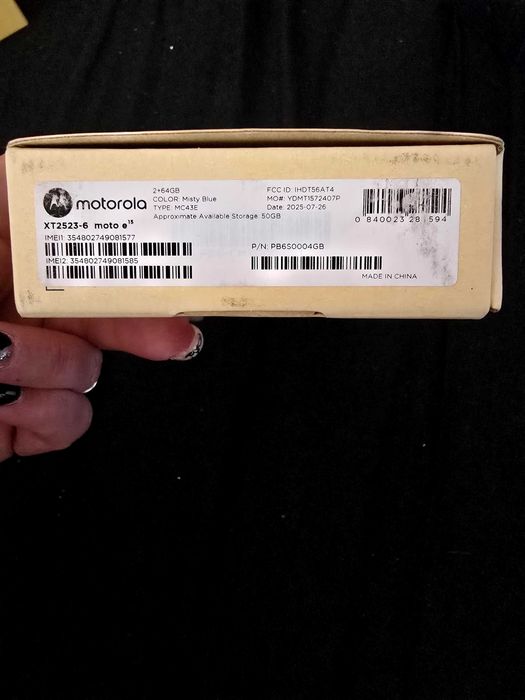 motorola
XT2523-6 moto e¹⁵
IMEI1: 354802749081577
IMEI2: 354802749081585
2+64GB
COLOR: Misty Blue
TYPE: MC43E
Approximate Available Storage: 50GB
FCC ID: IHDT56AT4
MO#: YDMT1572407P
Date: 2025-07-26
P/N: PB6S0004GB
0 840023 28 594
MADE IN CHINA